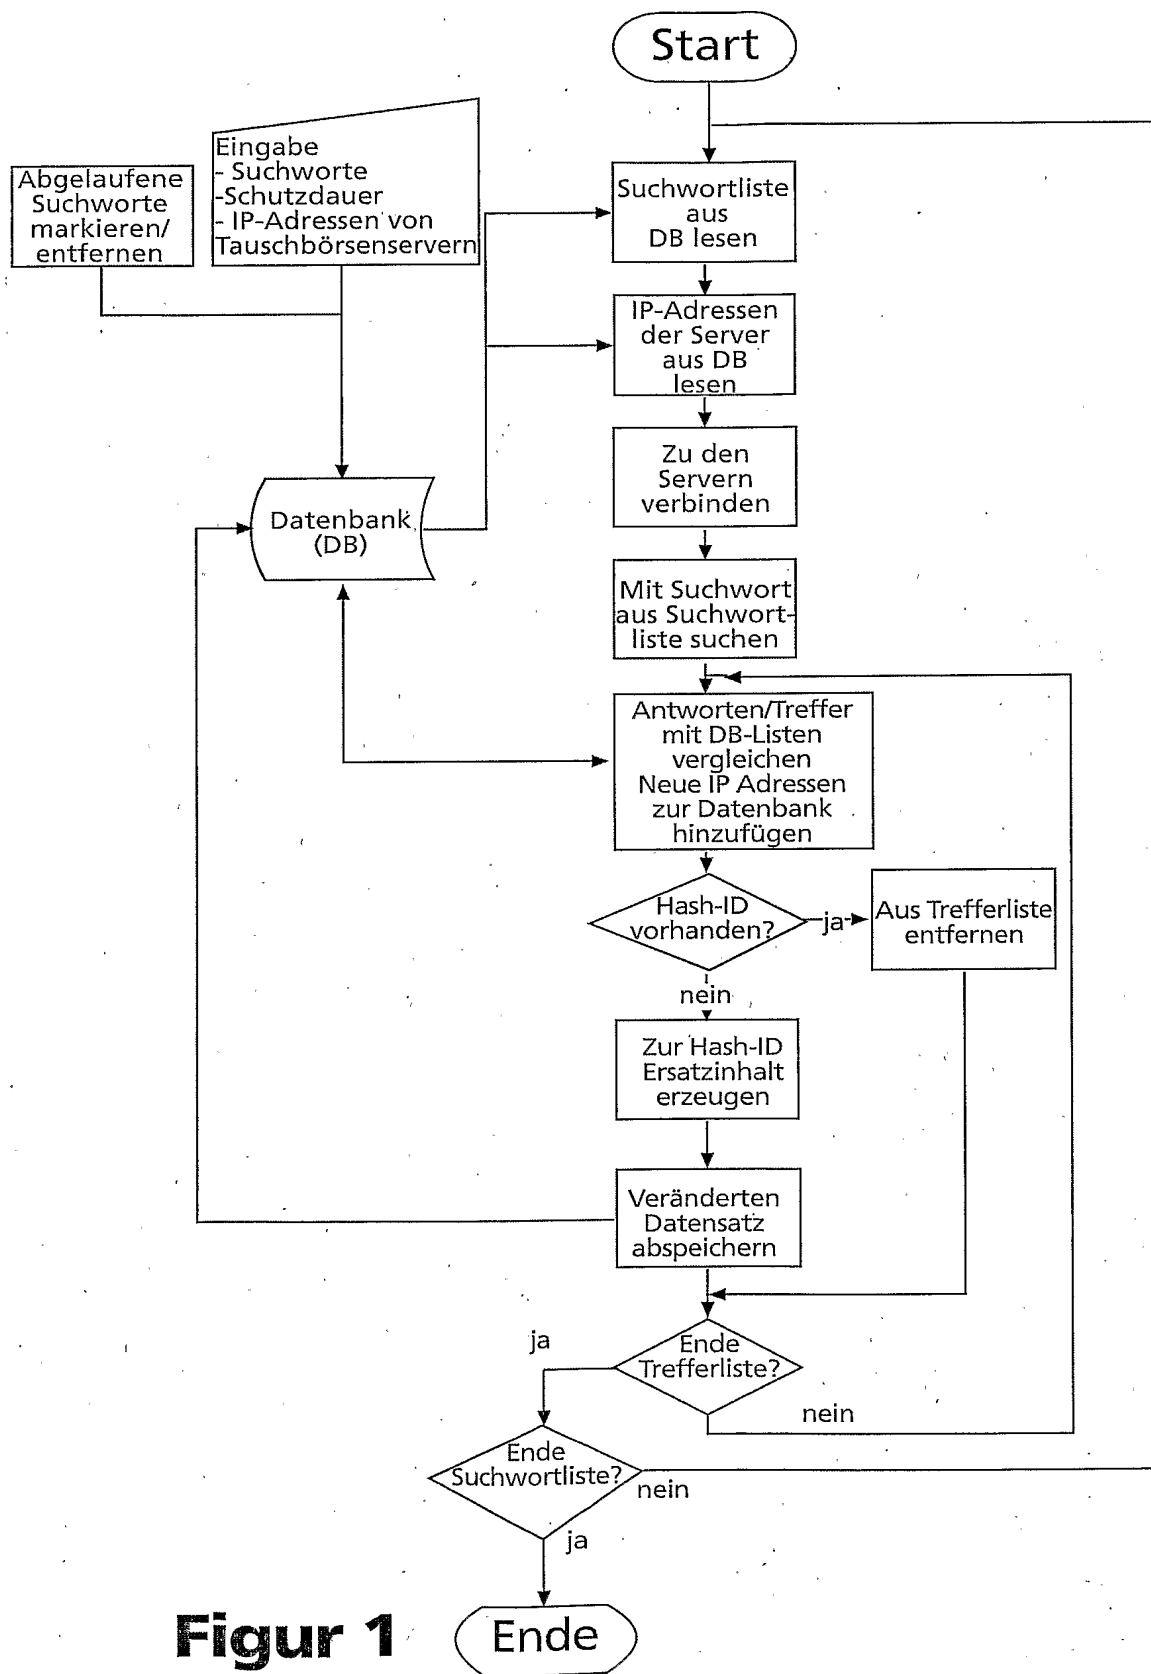 Start
Eingabe
- Suchworte
-Schutzdauer
- IP-Adressen von
Tauschbörsenservern
Abgelaufene
Suchworte
markieren/
entfernen
Suchwortliste
aus
DB lesen
IP-Adressen
der Server
aus DB
lesen
Zu den
Servern
verbinden
Datenbank
(DB)
Mit Suchwort
aus Suchwort-
liste suchen
Antworten/Treffer
mit DB-Listen
vergleichen
Neue IP Adressen
zur Datenbank
hinzufügen
Hash-ID
vorhanden?
ja
Aus Trefferliste
entfernen
nein
Zur Hash-ID
Ersatzinhalt
erzeugen
Veränderten
Datensatz
abspeichern
Ende
Trefferliste?
ja
nein
Ende
Suchwortliste?
nein
ja
Ende
Figur 1